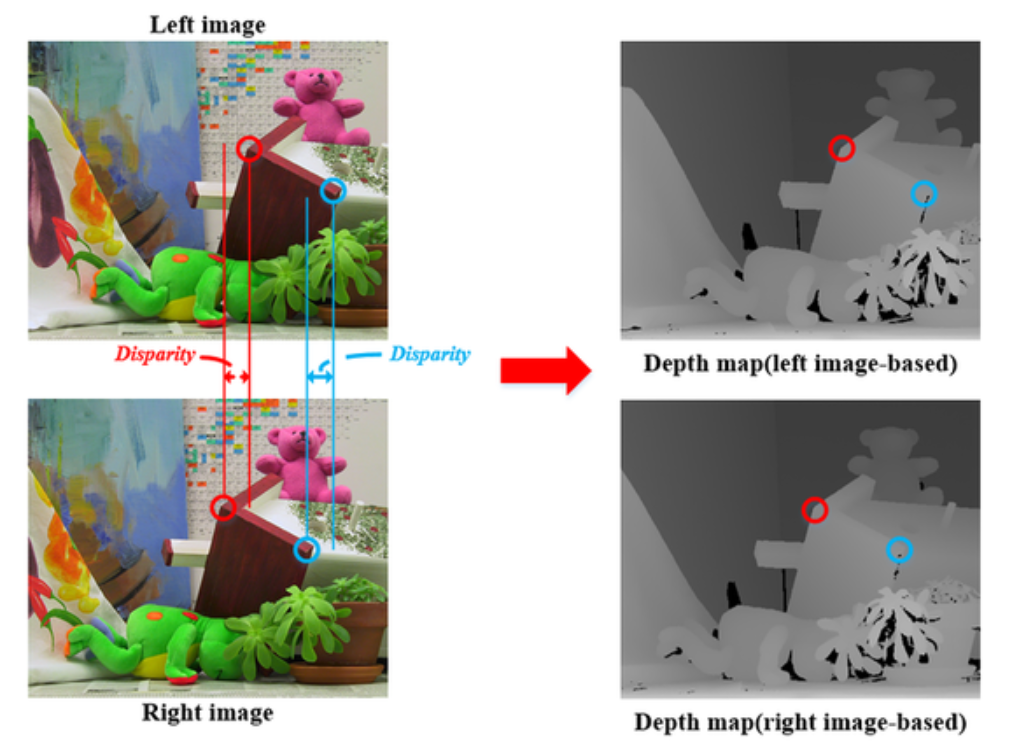 Left image
Disparity
Disparity
Depth map(left image-based)
Right image
Depth map(right image-based)